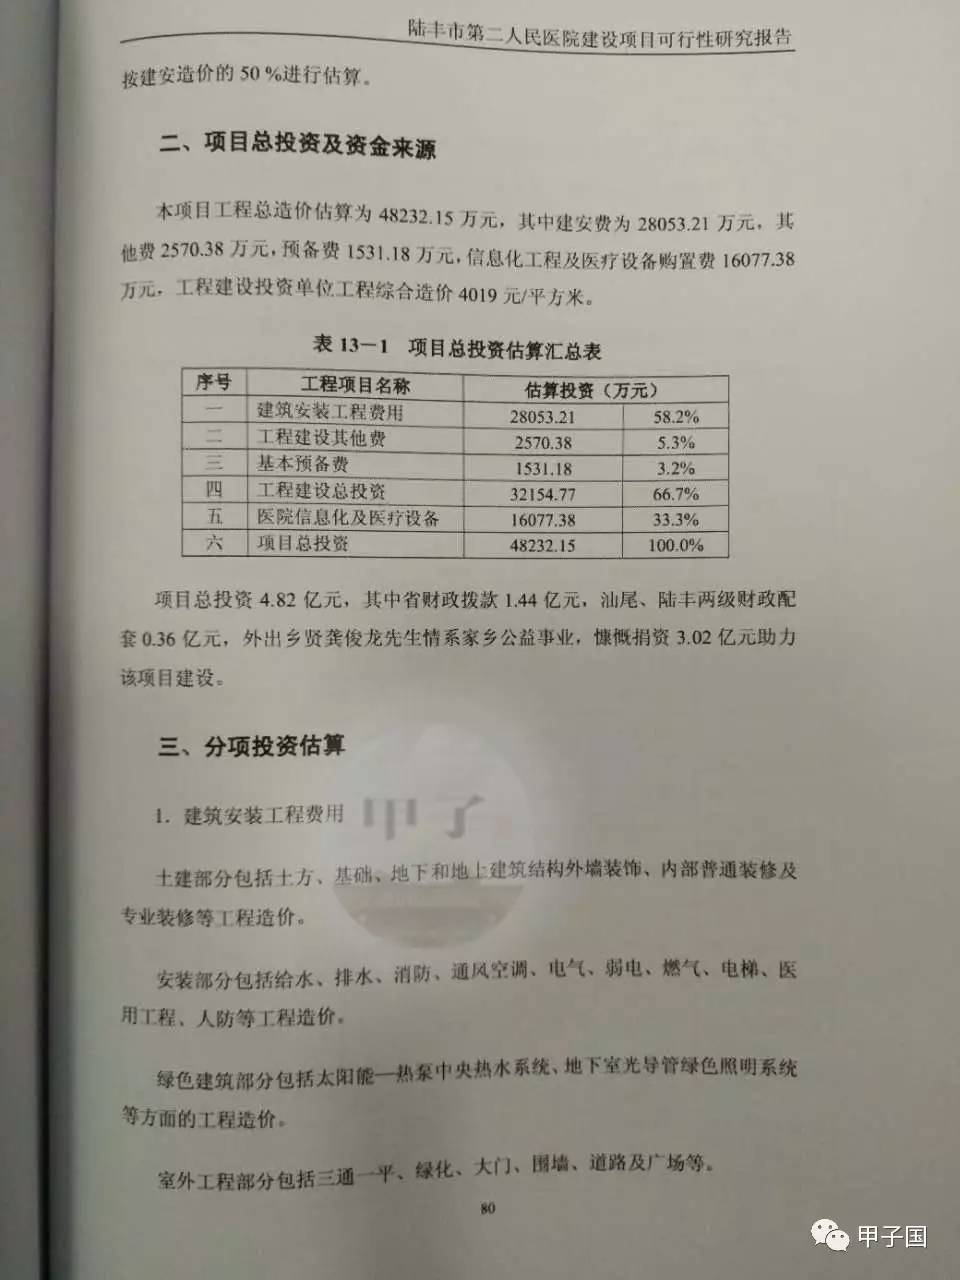 陆丰市第二人民医院建设项目可行性研究报告
按建安造价的 50 %进行估算。
二、项目总投资及资金来源
本项目工程总造价估算为 48232.15 万元，其中建安费为 28053.21 万元，其
他费 2570.38 万元，预备费 1531.18 万元，信息化工程及医疗设备购置费 16077.38
万元，工程建设投资单位工程综合造价 4019 元/平方米。
表 13－1 项目总投资估算汇总表
序号 工程项目名称 估算投资（万元）
一 建筑安装工程费用 28053.21 58.2%
二 工程建设其他费 2570.38 5.3%
三 基本预备费 1531.18 3.2%
四 工程建设总投资 32154.77 66.7%
五 医院信息化及医疗设备 16077.38 33.3%
六 项目总投资 48232.15 100.0%
项目总投资 4.82 亿元，其中省财政拨款 1.44 亿元，汕尾、陆丰两级财政配
套 0.36 亿元，外出乡贤龚俊龙先生情系家乡公益事业，慷慨捐资 3.02 亿元助力
该项目建设。
三、分项投资估算
甲子
1．建筑安装工程费用
土建部分包括土方、基础、地下和地上建筑结构外墙装饰、内部普通装修及
专业装修等工程造价。
安装部分包括给水、排水、消防、通风空调、电气、弱电、燃气、电梯、医
用工程、人防等工程造价。
绿色建筑部分包括太阳能—热泵中央热水系统、地下室光导管绿色照明系统
等方面的工程造价。
室外工程部分包括三通一平、绿化、大门、围墙、道路及广场等。
80
甲子国